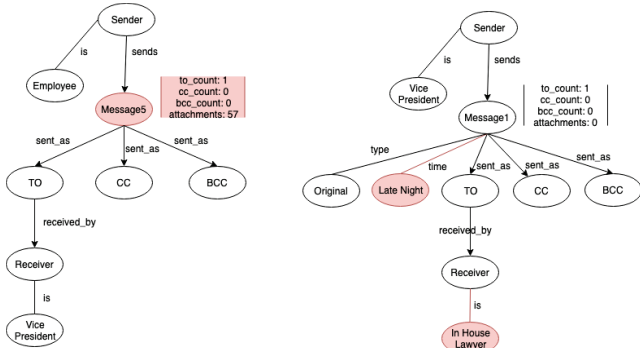 Sender
is
sends
Employee
Message5
to_count: 1
cc_count: 0
bcc_count: 0
attachments: 57
sent_as
sent_as
sent_as
TO
CC
BCC
received_by
Receiver
is
Vice
President
Sender
is
sends
Vice
President
Message1
to_count: 1
cc_count: 0
bcc_count: 0
attachments: 0
type
time
sent_as
sent_as
sent_as
Original
Late Night
TO
CC
BCC
received_by
Receiver
is
In House
Lawyer